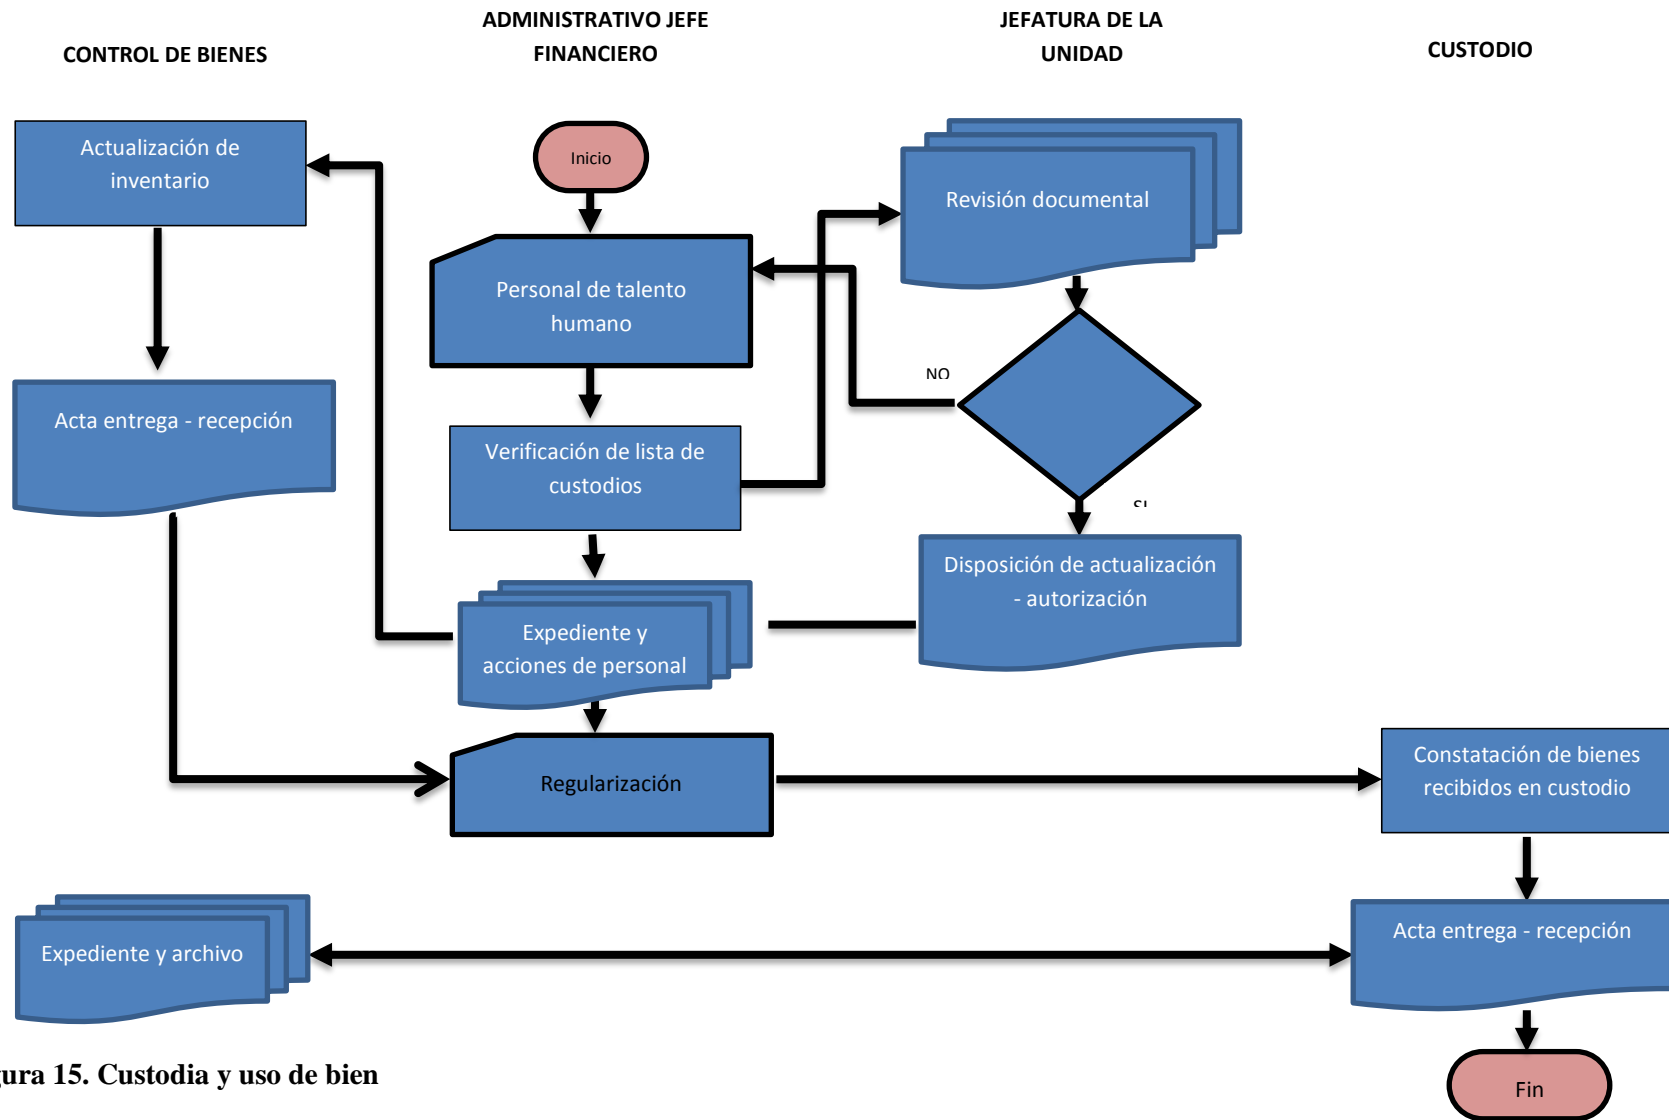 CONTROL DE BIENES
ADMINISTRATIVO JEFE
FINANCIERO
JEFATURA DE LA
UNIDAD
CUSTODIO
Actualización de
inventario
Inicio
Revisión documental
Personal de talento
humano
NO
Acta entrega - recepción
Verificación de lista de
custodios
SI
Disposición de actualización
- autorización
Expediente y
acciones de personal
Regularización
Constatación de bienes
recibidos en custodio
Expediente y archivo
Acta entrega - recepción
gura 15. Custodia y uso de bien
Fin